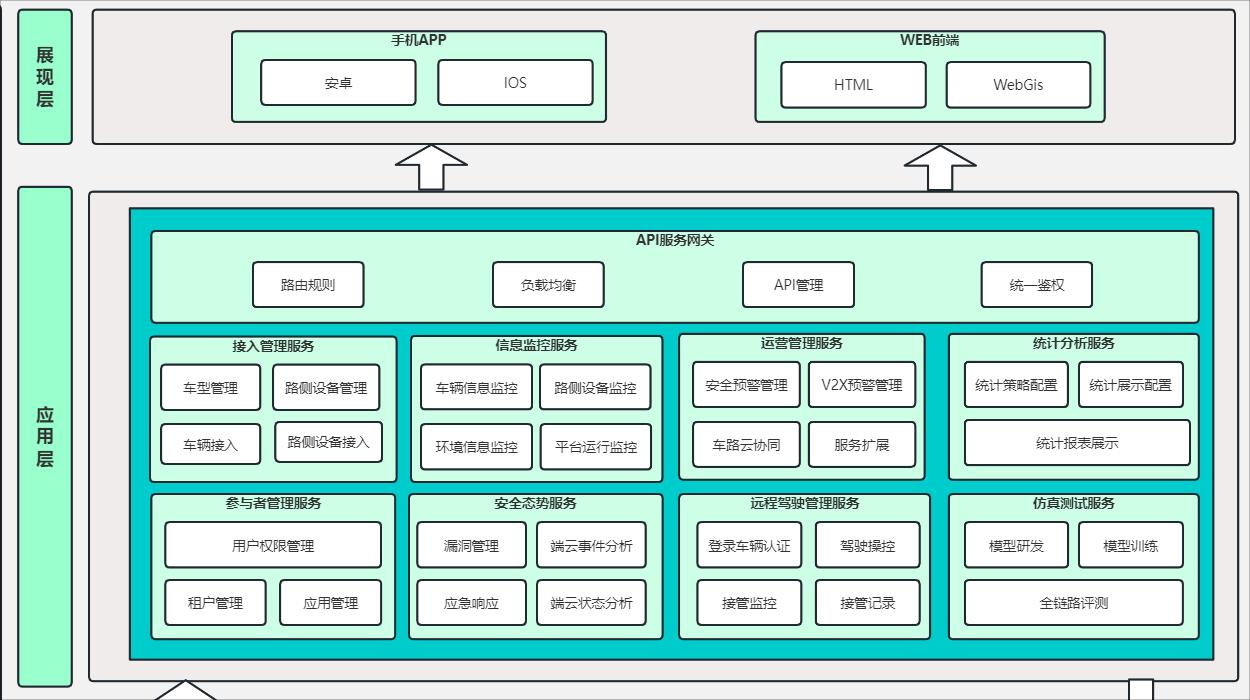 展现层
手机APP
安卓
IOS
WEB前端
HTML
WebGis
应用层
API服务网关
路由规则
负载均衡
API管理
统一鉴权
接入管理服务
车型管理
路侧设备管理
车辆接入
路侧设备接入
信息监控服务
车辆信息监控
路侧设备监控
环境信息监控
平台运行监控
运营管理服务
安全预警管理
V2X预警管理
车路云协同
服务扩展
统计分析服务
统计策略配置
统计展示配置
统计报表展示
参与者管理服务
用户权限管理
租户管理
应用管理
安全态势服务
漏洞管理
端云事件分析
应急响应
端云状态分析
远程驾驶管理服务
登录车辆认证
驾驶操控
接管监控
接管记录
仿真测试服务
模型研发
模型训练
全链路评测